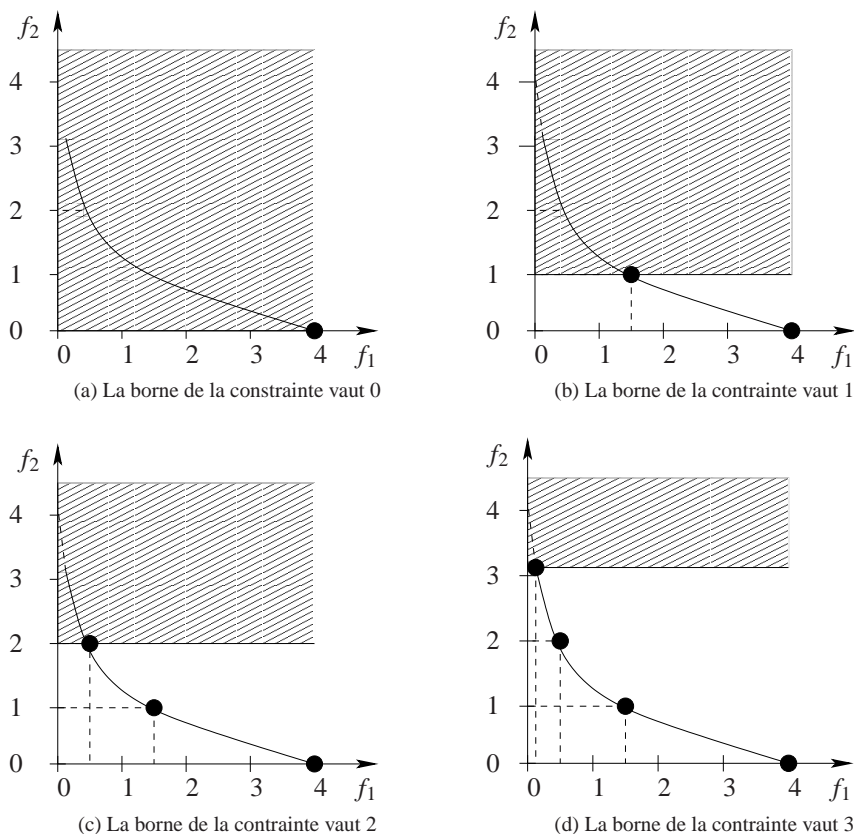 f2
4
3
2
1
0
0 1 2 3 4 f1
(a) La borne de la constrainte vaut 0
f2
4
3
2
1
0
0 1 2 3 4 f1
(b) La borne de la contrainte vaut 1
f2
4
3
2
1
0
0 1 2 3 4 f1
(c) La borne de la contrainte vaut 2
f2
4
3
2
1
0
0 1 2 3 4 f1
(d) La borne de la contrainte vaut 3